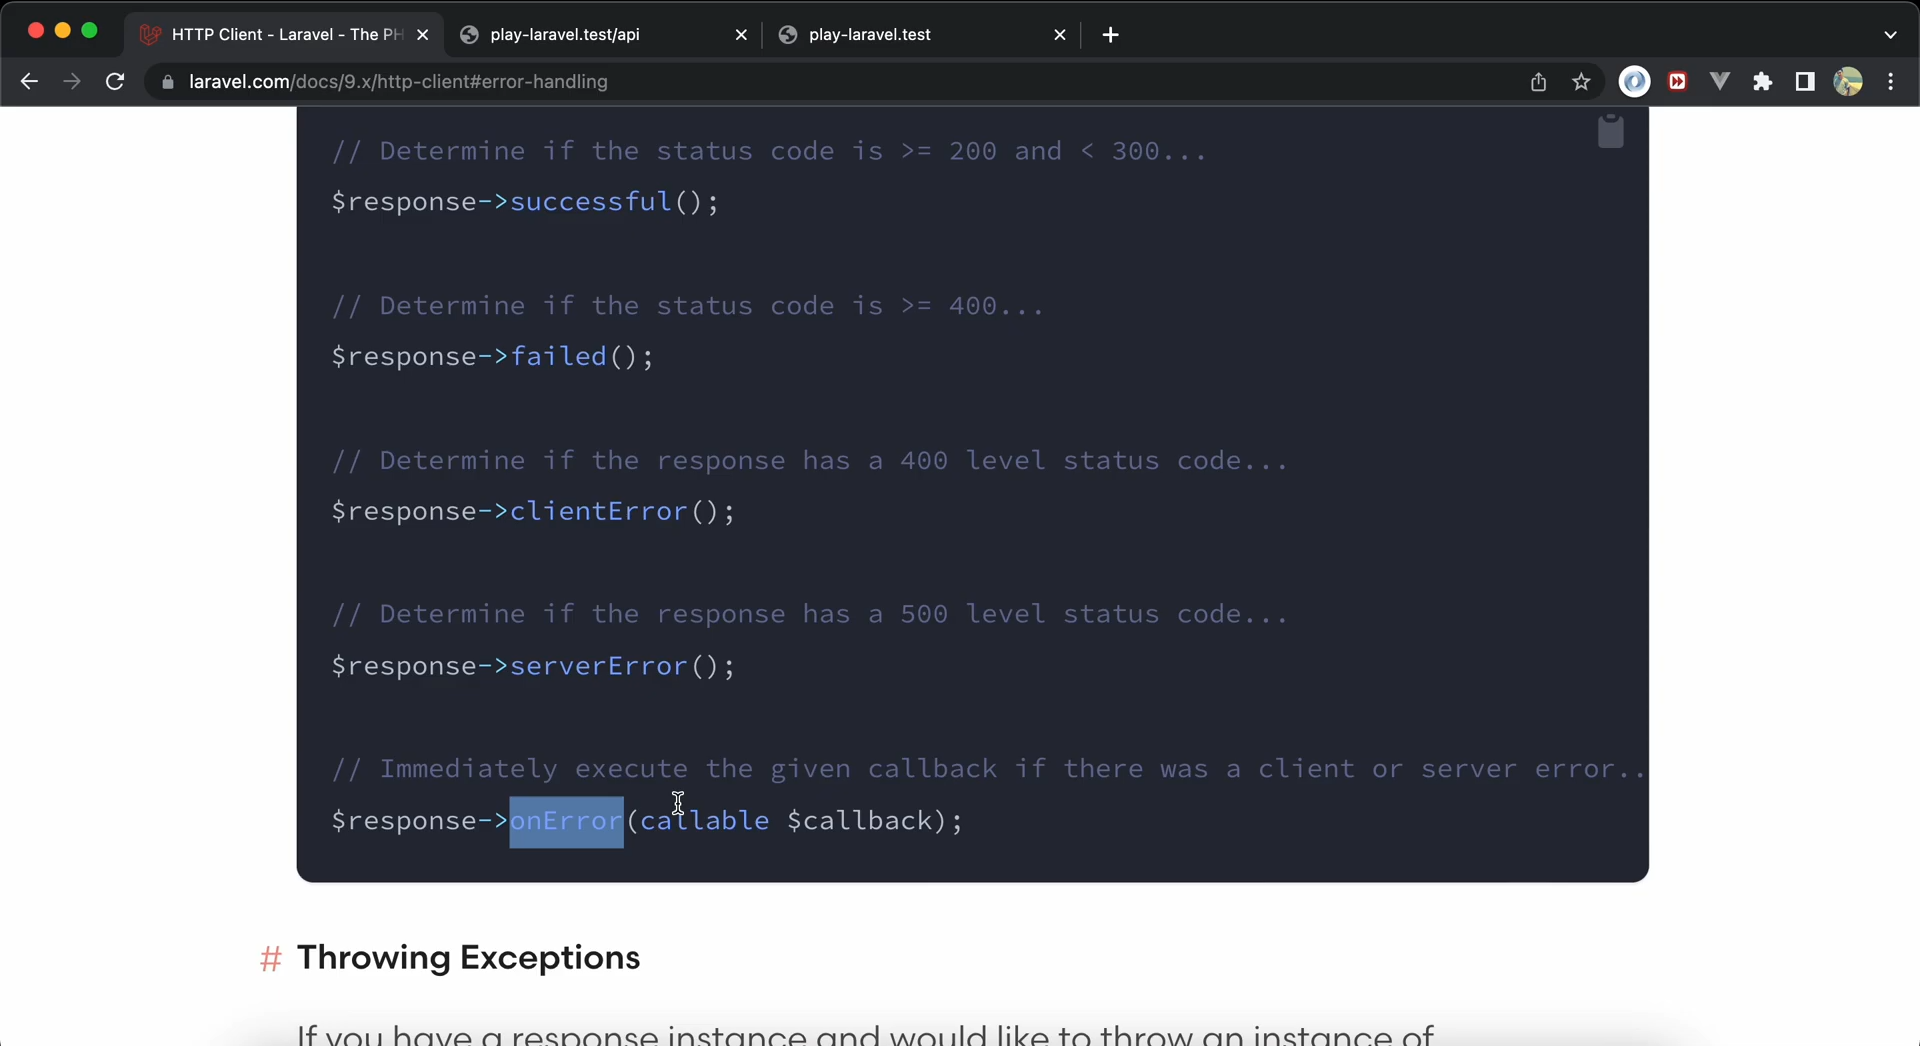 HTTP Client - Laravel - The PH
play-laravel.test/api
play-laravel.test
laravel.com/docs/9.x/http-client#error-handling
// Determine if the status code is >= 200 and < 300...
$response->successful();
// Determine if the status code is >= 400...
$response->failed();
// Determine if the response has a 400 level status code...
$response->clientError();
// Determine if the response has a 500 level status code...
$response->serverError();
// Immediately execute the given callback if there was a client or server error..
$response->onError(callable $callback);
# Throwing Exceptions
If you have a response instance and would like to throw an instance of